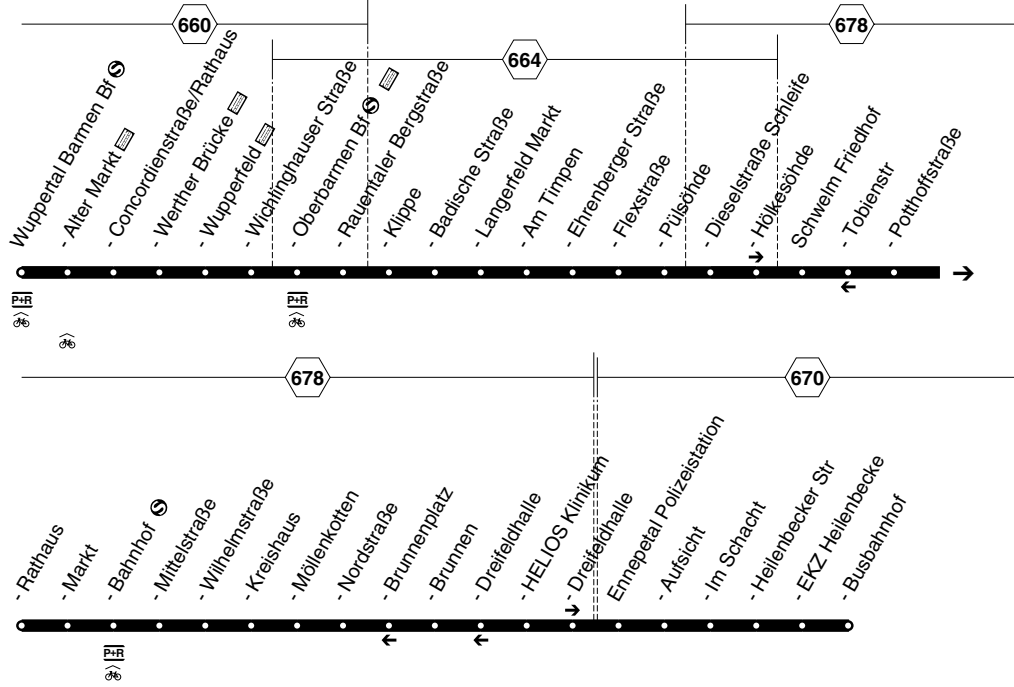 660
664
678
Wuppertal Barmen Bf S
- Alter Markt
- Concordienstraße/Rathaus
- Werther Brücke
- Wupperfeld
- Wichlinghauser Straße
- Oberbarmen Bf S
- Rauentaler Bergstraße
- Klippe
- Badische Straße
- Langerfeld Markt
- Am Timpen
- Ehrenberger Straße
- Flexstraße
- Pülsöhde
- Dieselstraße Schleife
- Hölkesöhde
Schwelm Friedhof
- Tobienstr
- Potthoffstraße
P+R
P+R
678
670
- Rathaus
- Markt
- Bahnhof S
- Mittelstraße
- Wilhelmstraße
- Kreishaus
- Möllenkotten
- Nordstraße
- Brunnenplatz
- Brunnen
- Dreifeldhalle
- HELIOS Klinikum
- Dreifeldhalle
Ennepetal Polizeistation
- Aufsicht
- Im Schacht
- Heilenbecker Str
- EKZ Heilenbecke
- Busbahnhof
P+R